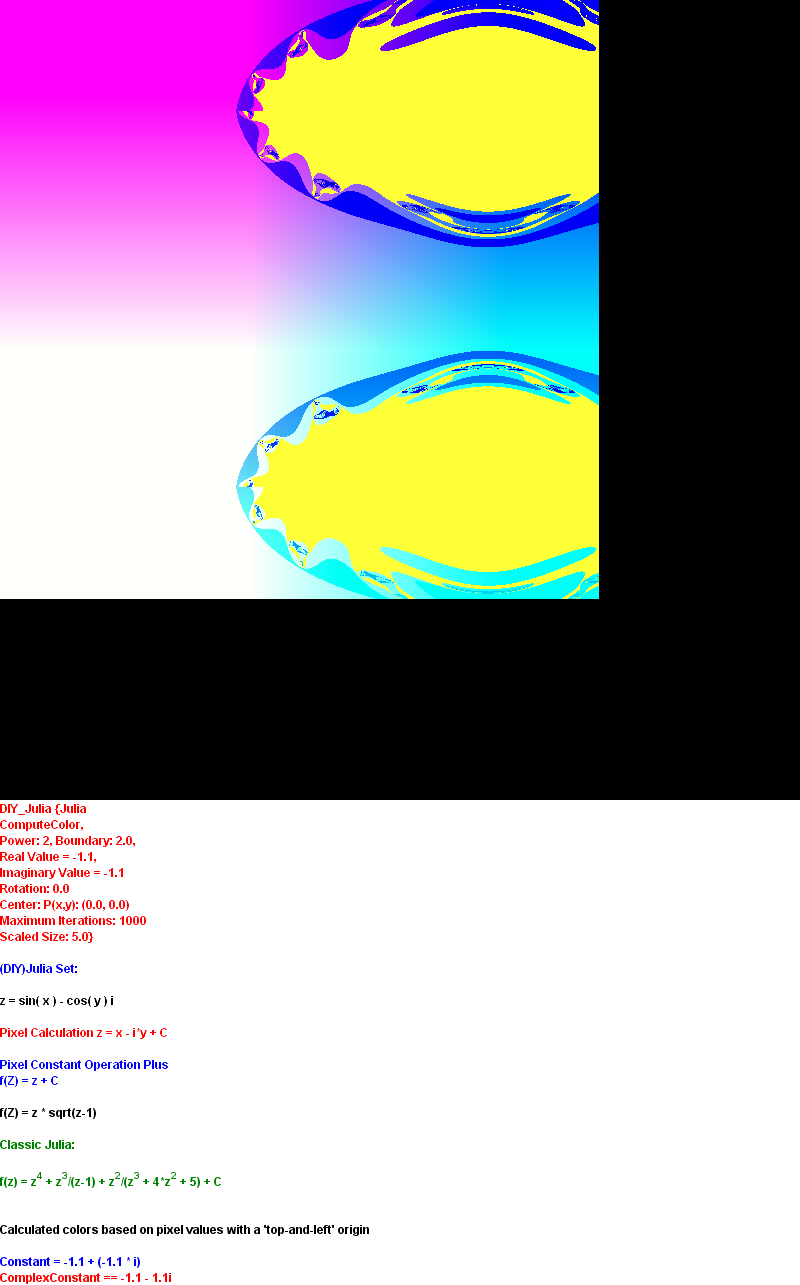 DIY_Julia {Julia
ComputeColor,
Power: 2, Boundary: 2.0,
Real Value = -1.1,
Imaginary Value = -1.1
Rotation: 0.0
Center: P(x,y): (0.0, 0.0)
Maximum Iterations: 1000
Scaled Size: 5.0}
(DIY)Julia Set:
z = sin( x ) - cos( y ) i
Pixel Calculation z = x - i*y + C
Pixel Constant Operation Plus
f(Z) = z + C
f(Z) = z * sqrt(z-1)
Classic Julia:
f(z) = z^4 + z^3/(z-1) + z^2/(z^3 + 4*z^2 + 5) + C
Calculated colors based on pixel values with a 'top-and-left' origin
Constant = -1.1 + (-1.1 * i)
ComplexConstant == -1.1 - 1.1i